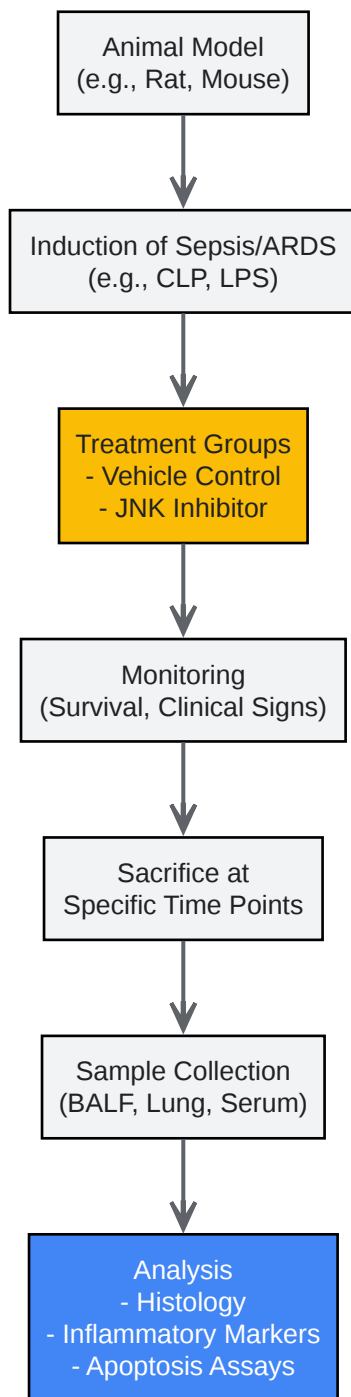 Animal Model
(e.g., Rat, Mouse)
Induction of Sepsis/ARDS
(e.g., CLP, LPS)
Treatment Groups
- Vehicle Control
- JNK Inhibitor
Monitoring
(Survival, Clinical Signs)
Sacrifice at
Specific Time Points
Sample Collection
(BALF, Lung, Serum)
Analysis
- Histology
- Inflammatory Markers
- Apoptosis Assays